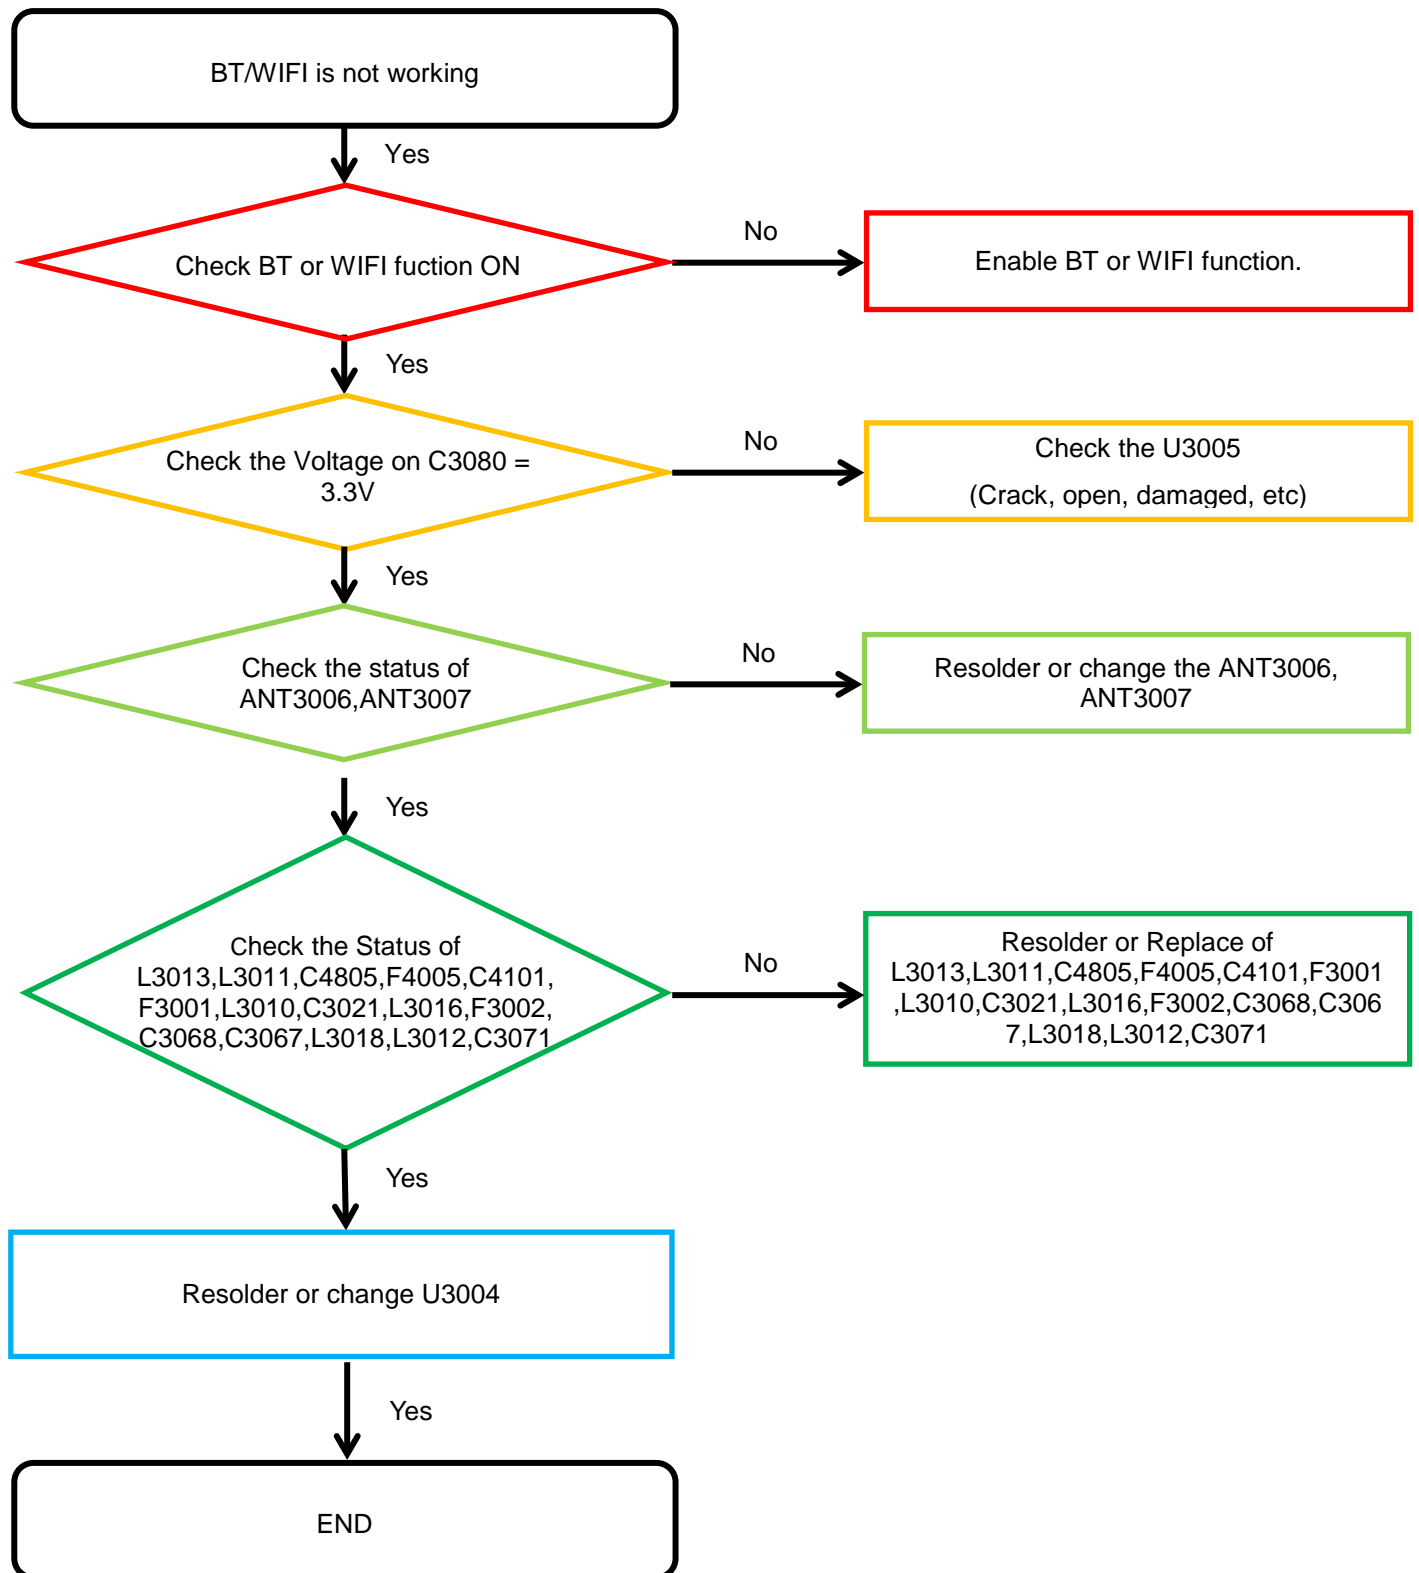 BT/WIFI is not working
Yes
Check BT or WIFI fuction ON
No
Enable BT or WIFI function.
Yes
Check the Voltage on C3080 =
3.3V
No
Check the U3005
(Crack, open, damaged, etc)
Yes
Check the status of
ANT3006,ANT3007
No
Resolder or change the ANT3006,
ANT3007
Yes
Check the Status of
L3013,L3011,C4805,F4005,C4101,
F3001,L3010,C3021,L3016,F3002,
C3068,C3067,L3018,L3012,C3071
No
Resolder or Replace of
L3013,L3011,C4805,F4005,C4101,F3001
,L3010,C3021,L3016,F3002,C3068,C306
7,L3018,L3012,C3071
Yes
Resolder or change U3004
Yes
END